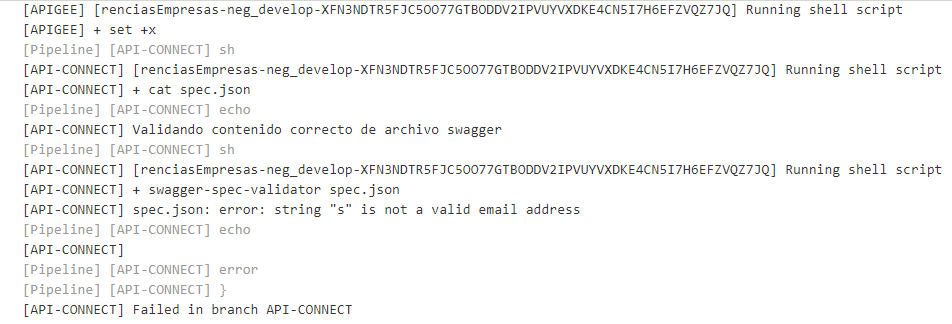 [APIGEE] [renciasEmpresas-neg_develop-XFN3NDTR5FJC5OO77GTBODDV2IPVUYVXDKE4CN5I7H6EFZVQZ7JQ] Running shell script
[APIGEE] + set +x
[Pipeline] [API-CONNECT] sh
[API-CONNECT] [renciasEmpresas-neg_develop-XFN3NDTR5FJC5OO77GTBODDV2IPVUYVXDKE4CN5I7H6EFZVQZ7JQ] Running shell script
[API-CONNECT] + cat spec.json
[Pipeline] [API-CONNECT] echo
[API-CONNECT] Validando contenido correcto de archivo swagger
[Pipeline] [API-CONNECT] sh
[API-CONNECT] [renciasEmpresas-neg_develop-XFN3NDTR5FJC5OO77GTBODDV2IPVUYVXDKE4CN5I7H6EFZVQZ7JQ] Running shell script
[API-CONNECT] + swagger-spec-validator spec.json
[API-CONNECT] spec.json: error: string "s" is not a valid email address
[Pipeline] [API-CONNECT] echo
[API-CONNECT]
[Pipeline] [API-CONNECT] error
[Pipeline] [API-CONNECT] }
[API-CONNECT] Failed in branch API-CONNECT